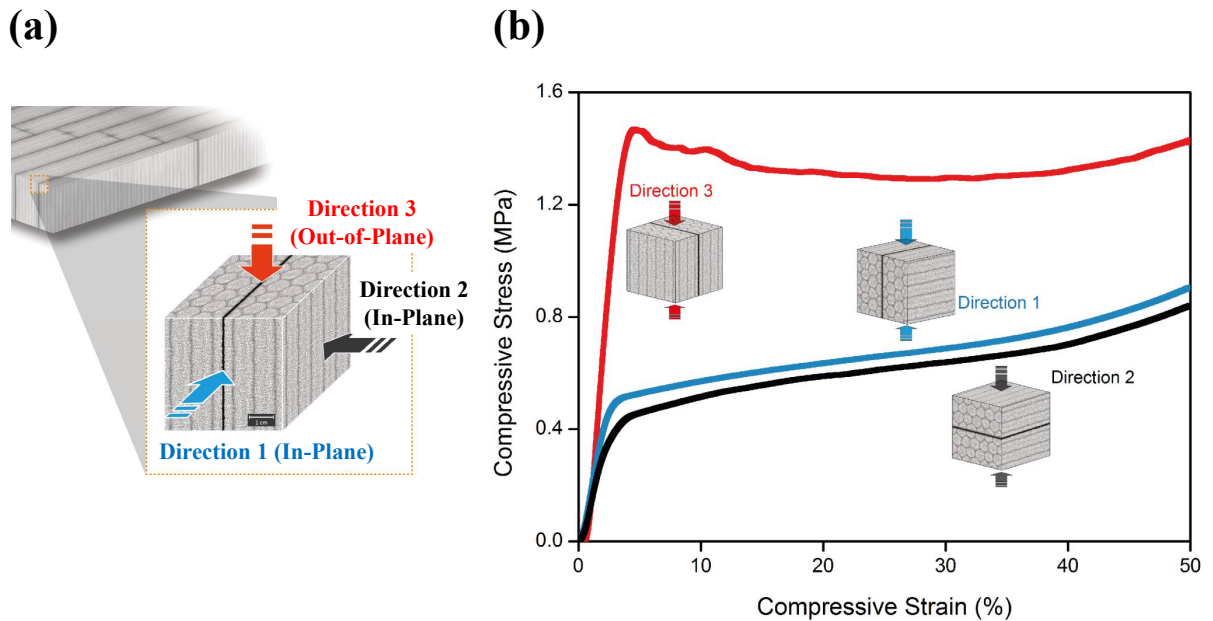 (a)
Direction 3
(Out-of-Plane)
Direction 2
(In-Plane)
1 cm
Direction 1 (In-Plane)
(b)
Compressive Stress (MPa)
1.6
1.2
0.8
0.4
0.0
Direction 3
Direction 1
Direction 2
0
10
20
30
40
50
Compressive Strain (%)